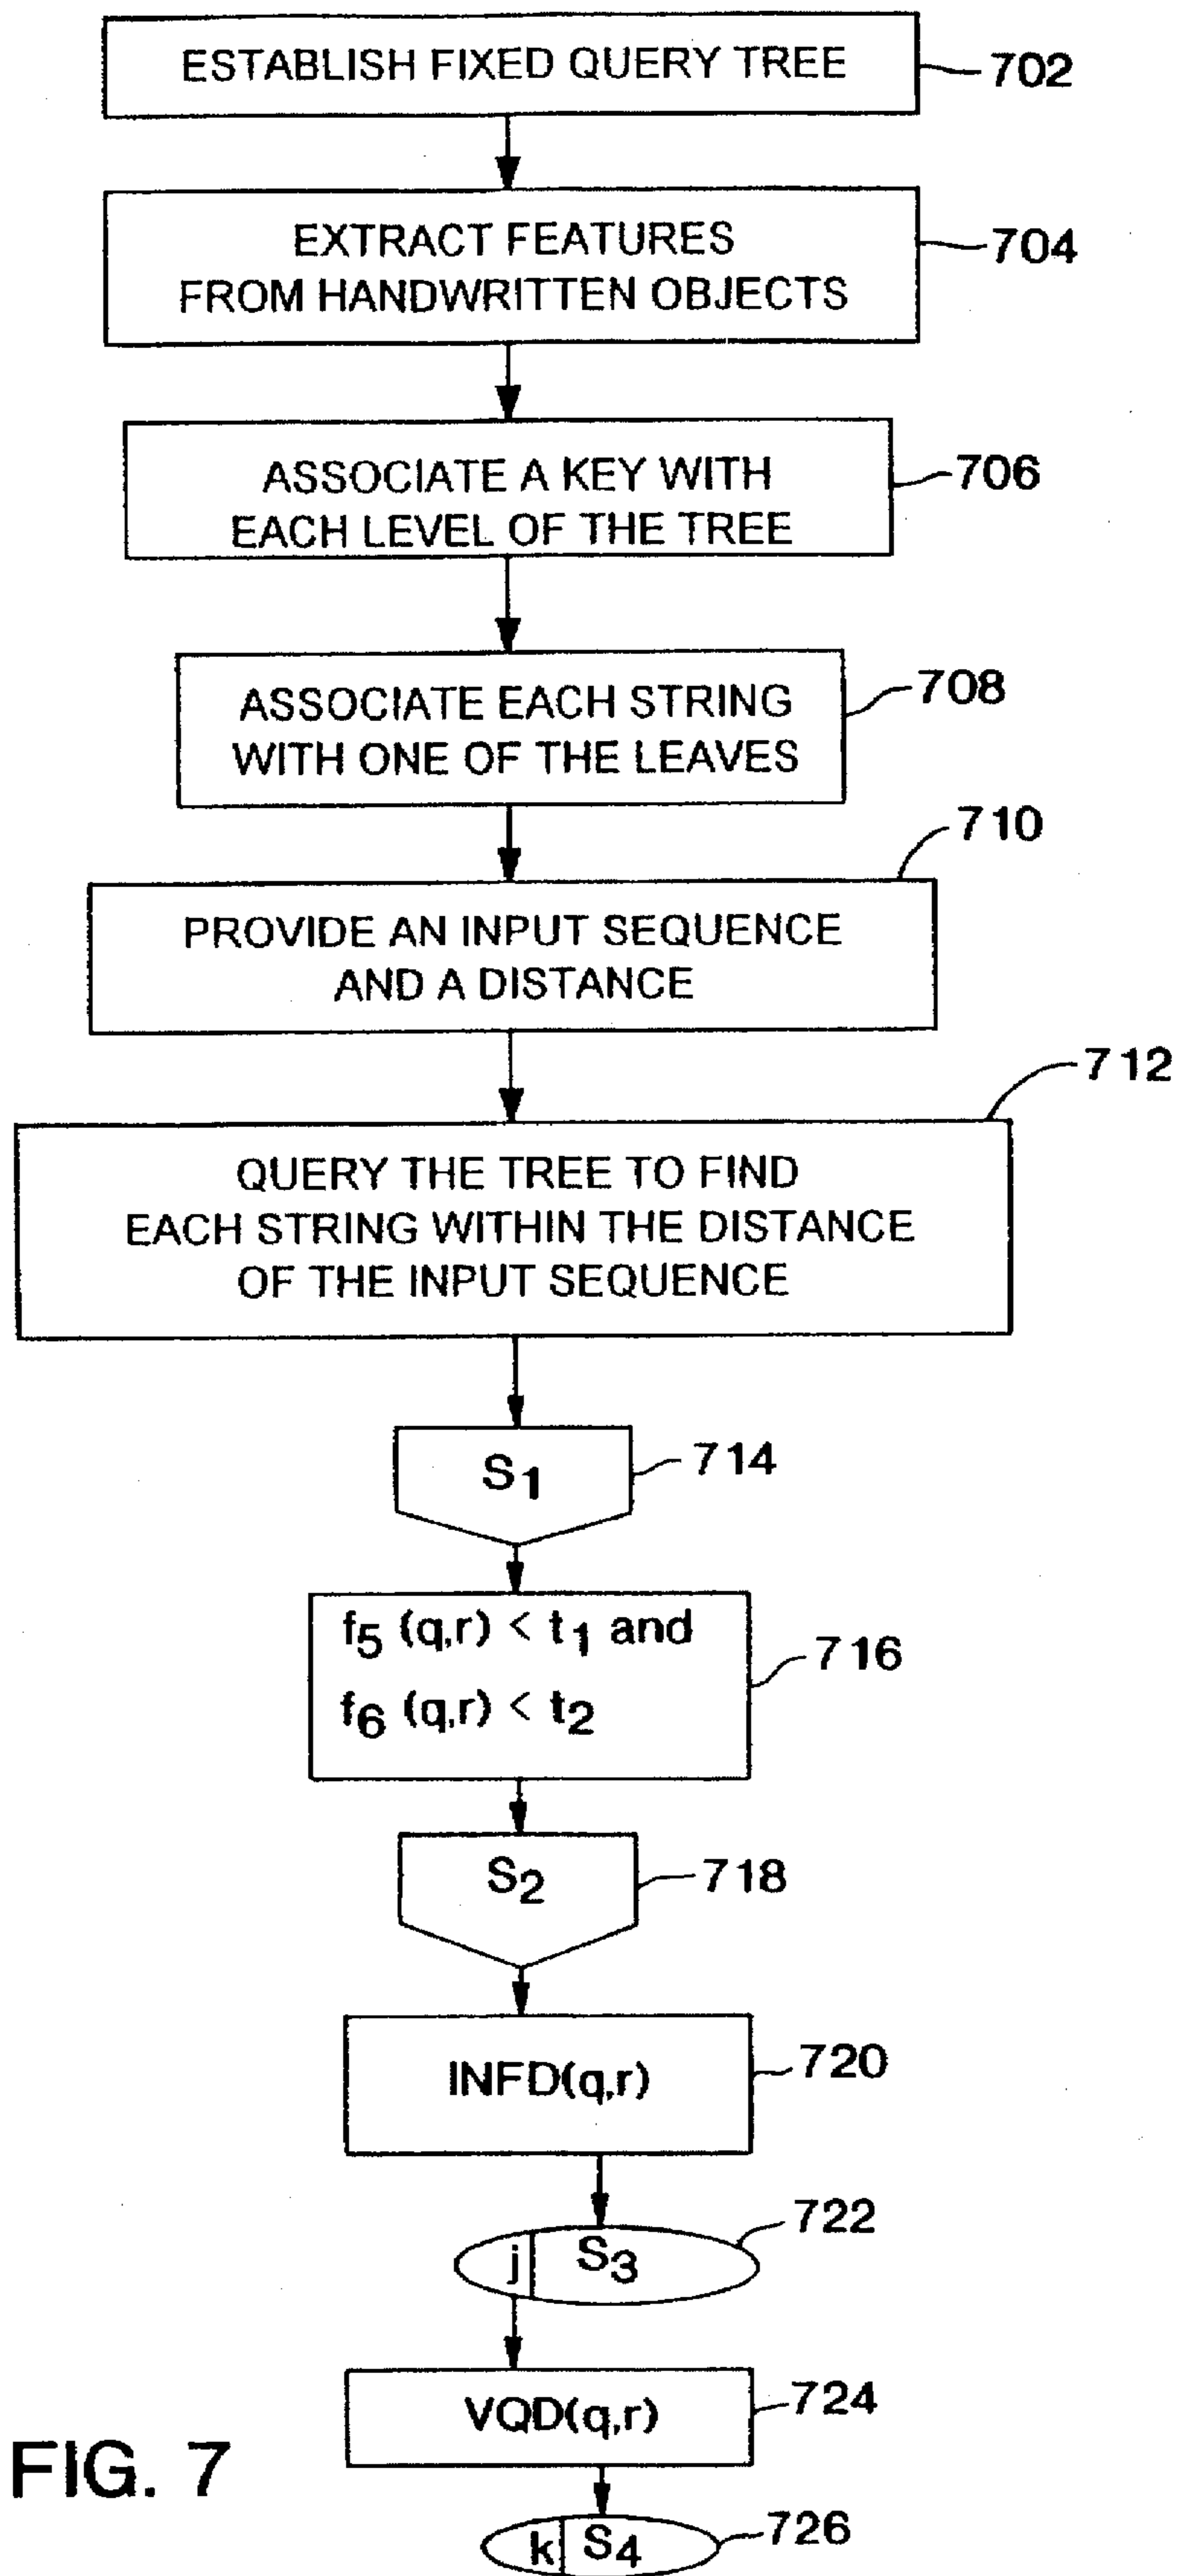 ESTABLISH FIXED QUERY TREE
702
EXTRACT FEATURES
FROM HANDWRITTEN OBJECTS
704
ASSOCIATE A KEY WITH
EACH LEVEL OF THE TREE
706
ASSOCIATE EACH STRING
WITH ONE OF THE LEAVES
708
710
PROVIDE AN INPUT SEQUENCE
AND A DISTANCE
712
QUERY THE TREE TO FIND
EACH STRING WITHIN THE DISTANCE
OF THE INPUT SEQUENCE
S1
714
f5 (q,r) < t1 and
f6 (q,r) < t2
716
S2
718
INFD(q,r)
720
722
j S3
VQD(q,r)
724
FIG. 7
k S4
726